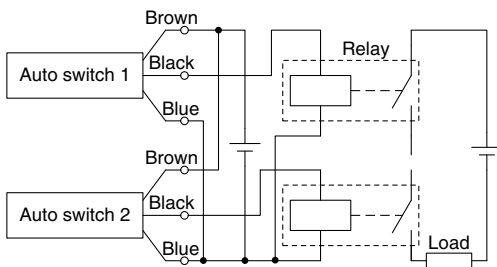 Brown
Auto switch 1
Black
Blue
Relay
Brown
Auto switch 2
Black
Blue
Load